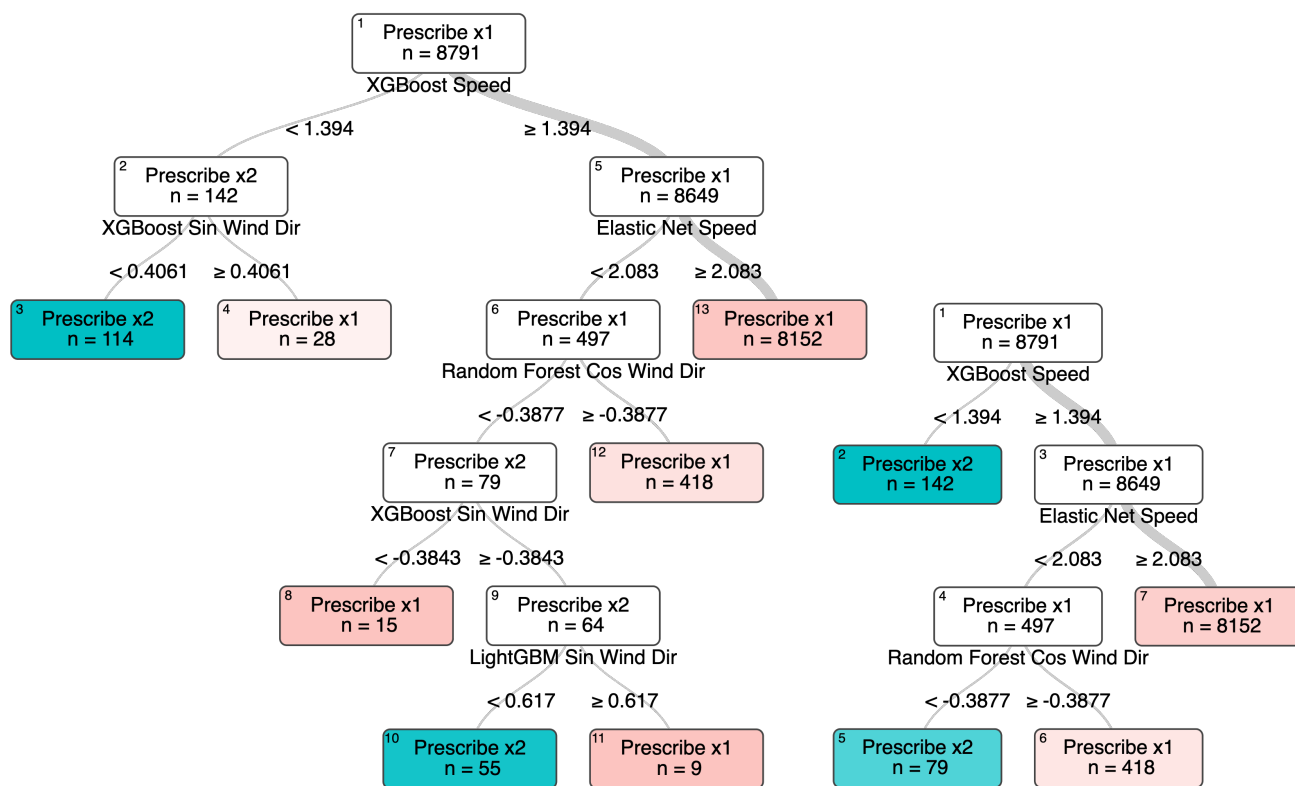 1
Prescribe x1
n = 8791
XGBoost Speed
< 1.394
≥ 1.394
2
Prescribe x2
n = 142
XGBoost Sin Wind Dir
5
Prescribe x1
n = 8649
Elastic Net Speed
< 0.4061
≥ 0.4061
< 2.083
≥ 2.083
3
Prescribe x2
n = 114
4
Prescribe x1
n = 28
6
Prescribe x1
n = 497
Random Forest Cos Wind Dir
13
Prescribe x1
n = 8152
< -0.3877
≥ -0.3877
7
Prescribe x2
n = 79
XGBoost Sin Wind Dir
12
Prescribe x1
n = 418
< -0.3843
≥ -0.3843
8
Prescribe x1
n = 15
9
Prescribe x2
n = 64
LightGBM Sin Wind Dir
< 0.617
≥ 0.617
10
Prescribe x2
n = 55
11
Prescribe x1
n = 9
1
Prescribe x1
n = 8791
XGBoost Speed
< 1.394
≥ 1.394
2
Prescribe x2
n = 142
3
Prescribe x1
n = 8649
Elastic Net Speed
< 2.083
≥ 2.083
4
Prescribe x1
n = 497
Random Forest Cos Wind Dir
7
Prescribe x1
n = 8152
< -0.3877
≥ -0.3877
5
Prescribe x2
n = 79
6
Prescribe x1
n = 418